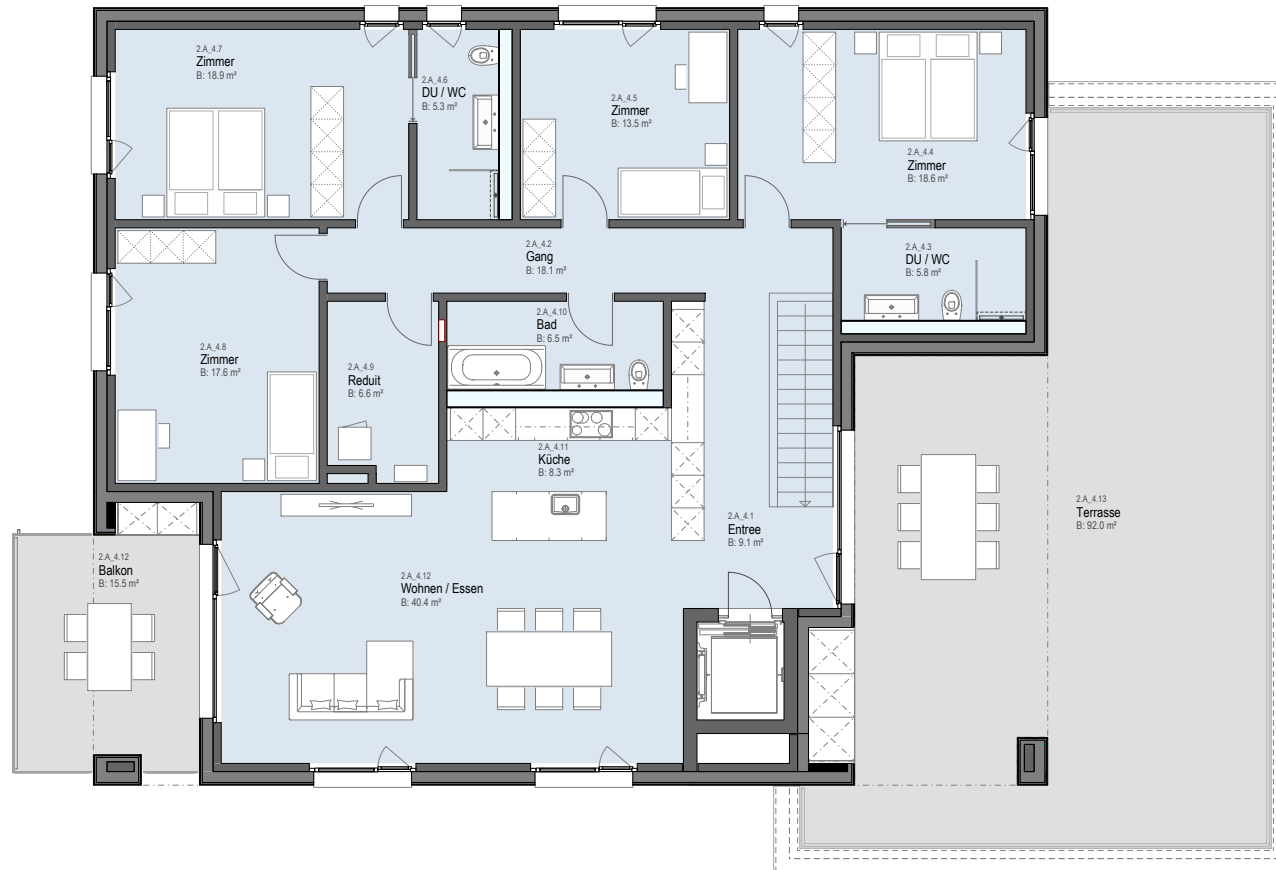 2.A_4.7
Zimmer
B: 18.9 m²
2.A_4.6
DU / WC
B: 5.3 m²
2.A_4.5
Zimmer
B: 13.5 m²
2.A_4.4
Zimmer
B: 18.6 m²
2.A_4.2
Gang
B: 18.1 m²
2.A_4.3
DU / WC
B: 5.8 m²
2.A_4.8
Zimmer
B: 17.6 m²
2.A_4.9
Reduit
B: 6.6 m²
2.A_4.10
Bad
B: 6.5 m²
2.A_4.11
Küche
B: 8.3 m²
2.A_4.1
Entree
B: 9.1 m²
2.A_4.13
Terrasse
B: 92.0 m²
2.A_4.12
Balkon
B: 15.5 m²
2.A_4.12
Wohnen / Essen
B: 40.4 m²